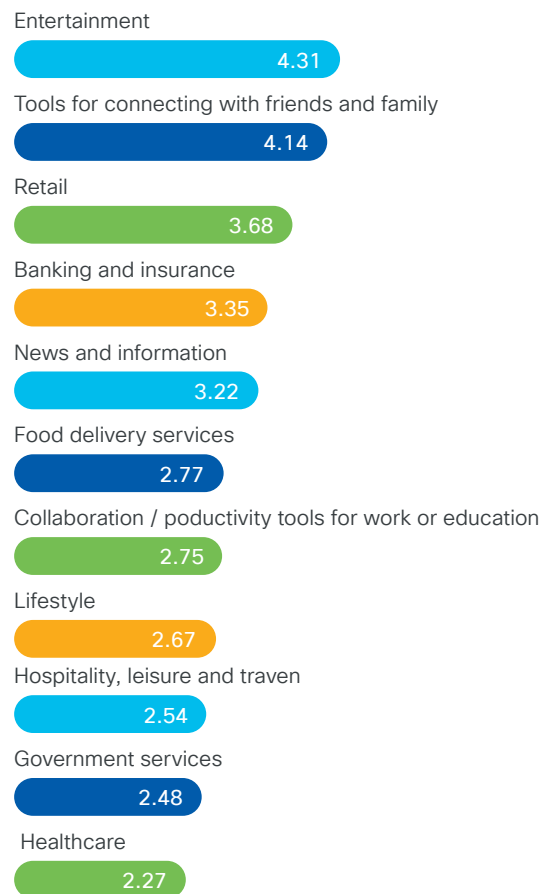 Entertainment
4.31
Tools for connecting with friends and family
4.14
Retail
3.68
Banking and insurance
3.35
News and information
3.22
Food delivery services
2.77
Collaboration / poductivity tools for work or education
2.75
Lifestyle
2.67
Hospitality, leisure and traven
2.54
Government services
2.48
Healthcare
2.27